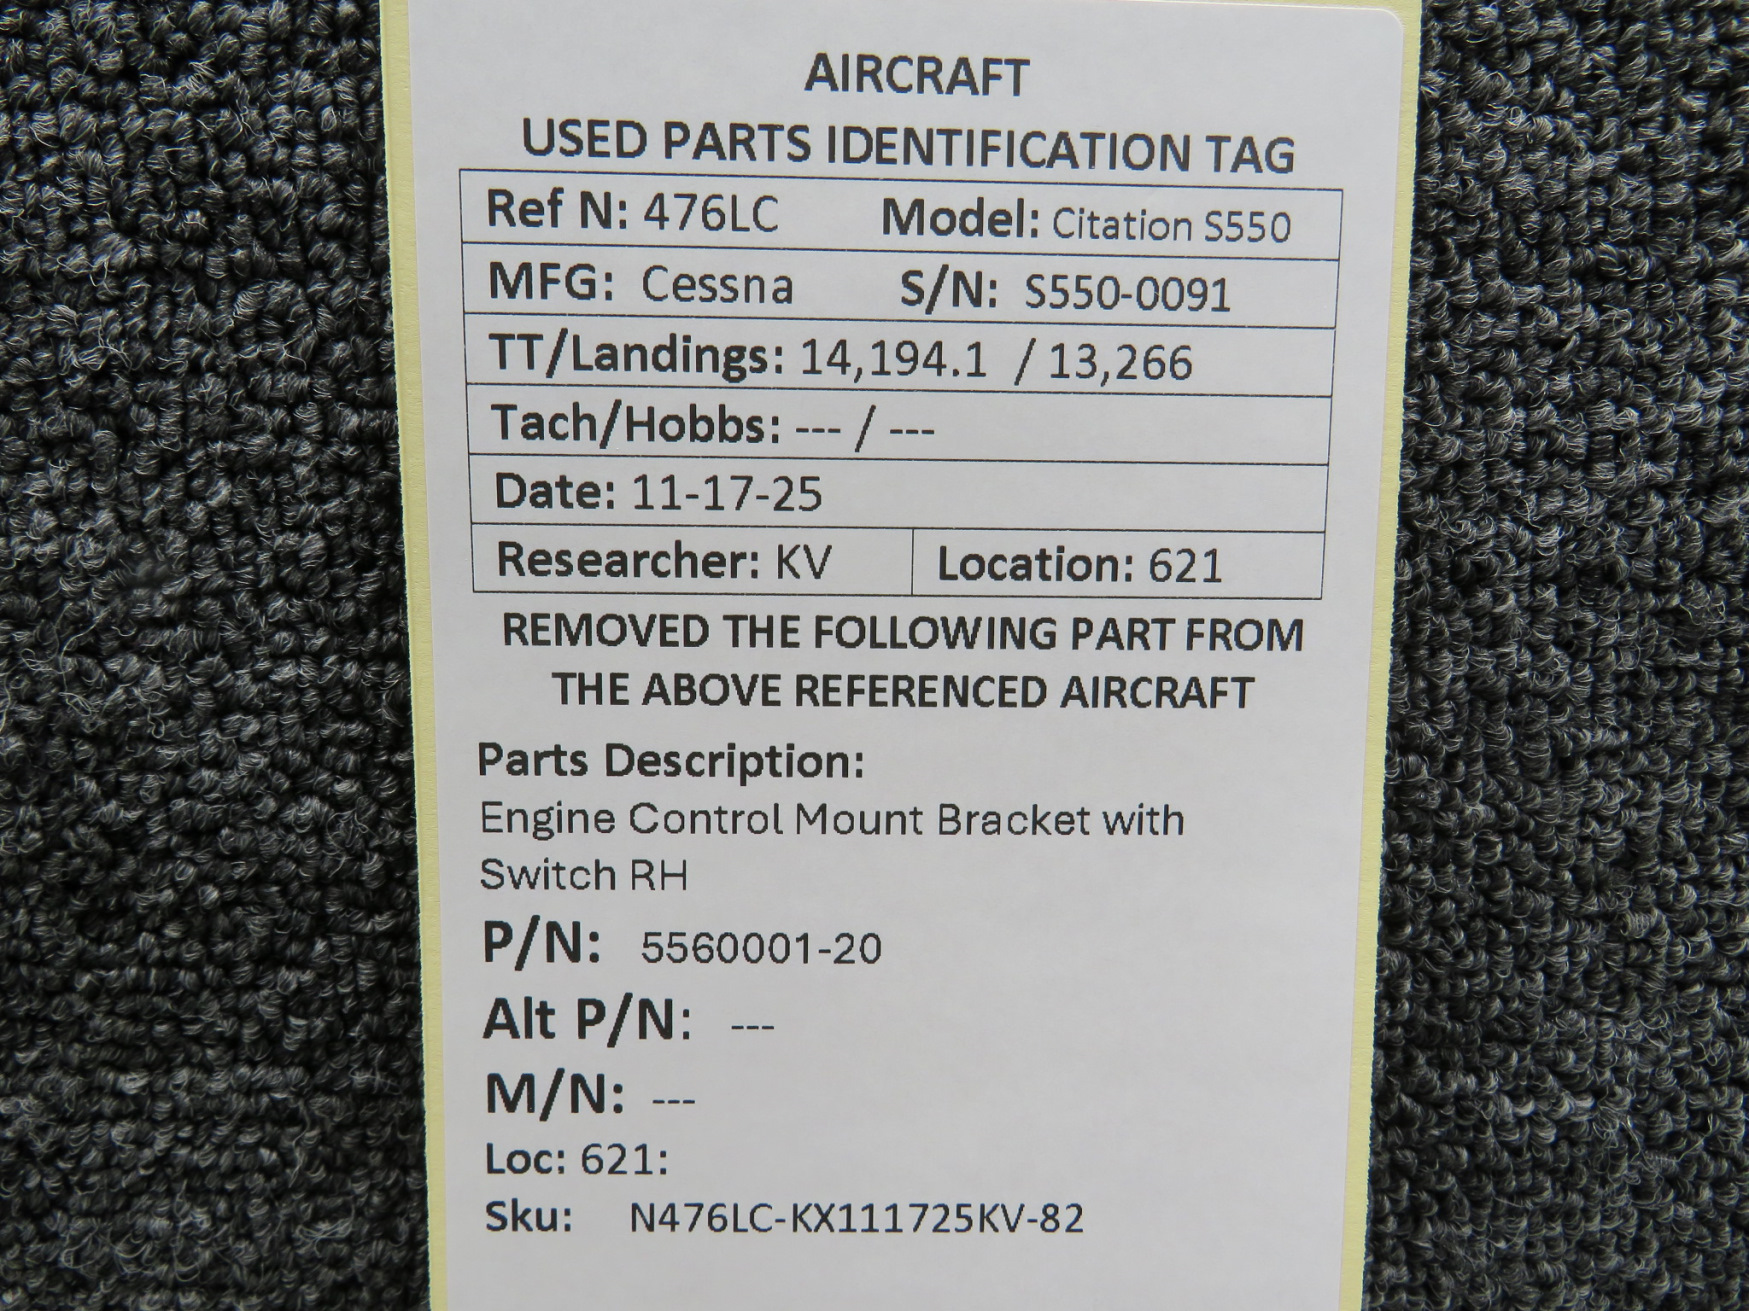 AIRCRAFT
USED PARTS IDENTIFICATION TAG
Ref N: 476LC Model: Citation S550
MFG: Cessna S/N: S550-0091
TT/Landings: 14,194.1 / 13,266
Tach/Hobbs: --- / ---
Date: 11-17-25
Researcher: KV Location: 621
REMOVED THE FOLLOWING PART FROM
THE ABOVE REFERENCED AIRCRAFT
Parts Description:
Engine Control Mount Bracket with
Switch RH
P/N: 5560001-20
Alt P/N: ---
M/N: ---
Loc: 621:
Sku: N476LC-KX111725KV-82